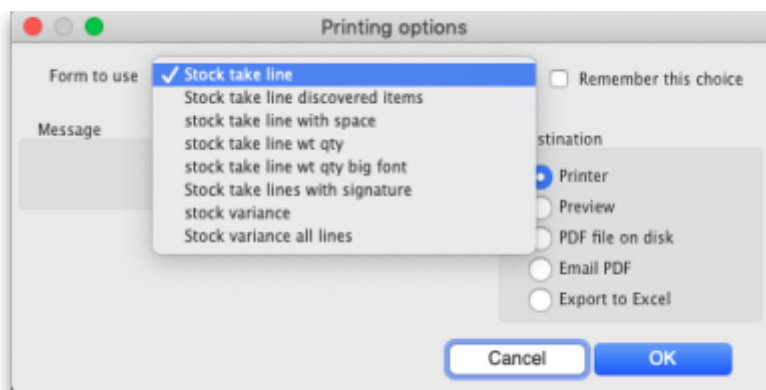 Printing options
Form to use
Stock take line
Stock take line discovered items
stock take line with space
stock take line wt qty
stock take line wt qty big font
Stock take lines with signature
stock variance
Stock variance all lines
Remember this choice
Message
stination
Printer
Preview
PDF file on disk
Email PDF
Export to Excel
Cancel
OK